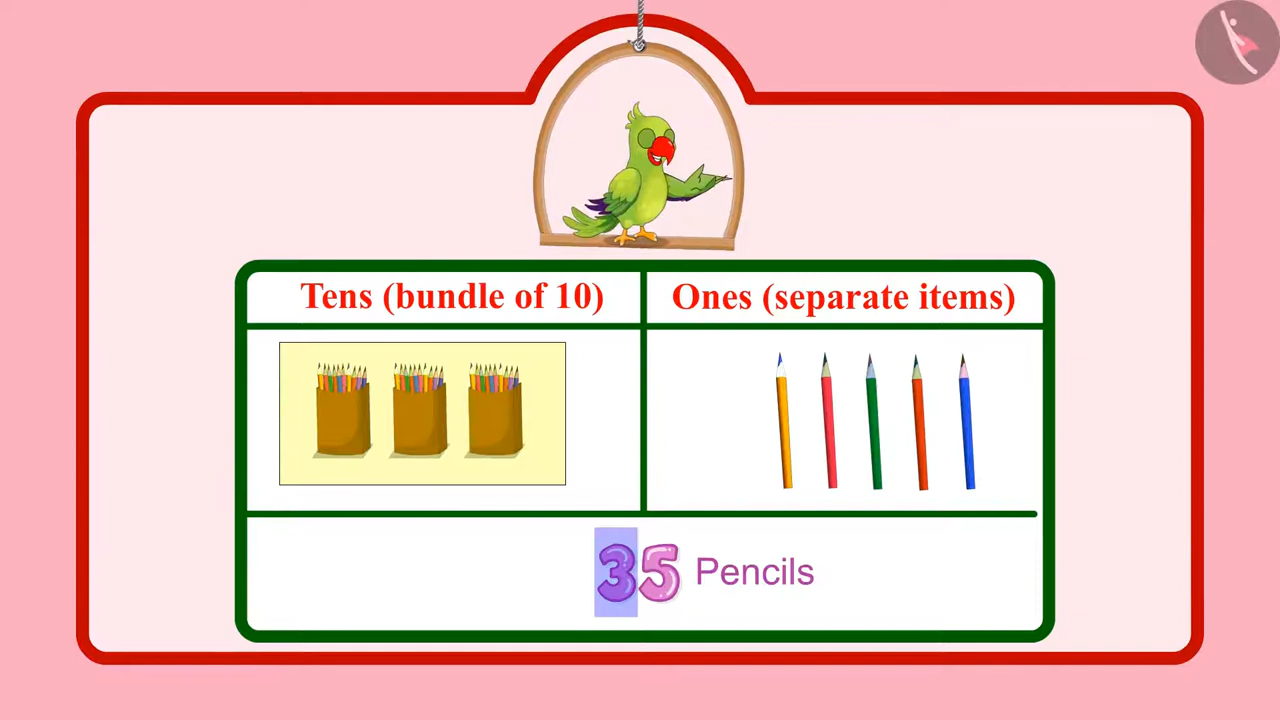 Tens (bundle of 10)
Ones (separate items)
35 Pencils